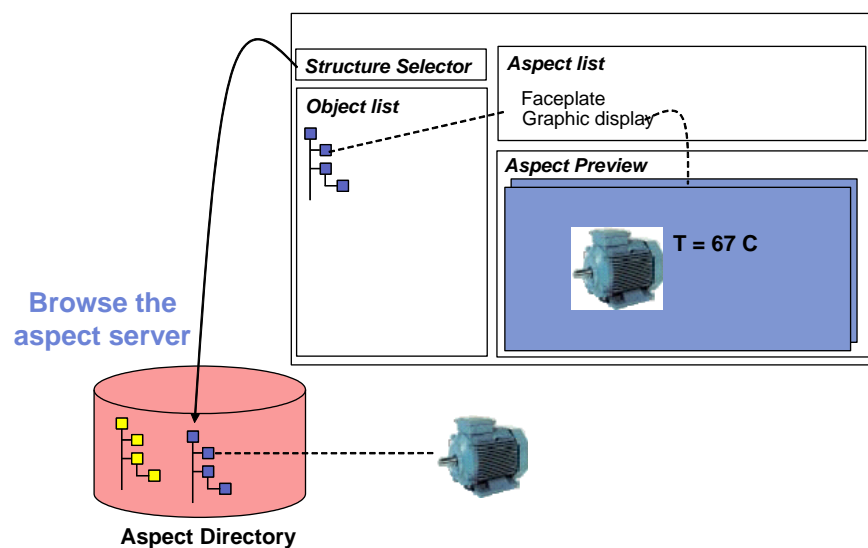 Structure Selector
Aspect list
Object list
Faceplate
Graphic display
Aspect Preview
T = 67 C
Browse the
aspect server
Aspect Directory